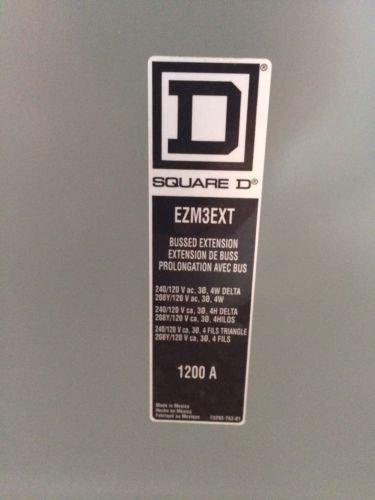 D ®
SQUARE D®
EZM3EXT
BUSSED EXTENSION
EXTENSION DE BUSS
PROLONGATION AVEC BUS
240/120 V ac, 3Ø, 4W DELTA
208Y/120 V ac, 3Ø, 4W
240/120 V ca, 3Ø, 4H DELTA
208Y/120 V ca, 3Ø, 4HILOS
240/120 V ca, 3Ø, 4 FILS TRIANGLE
208Y/120 V ca, 3Ø, 4 FILS
1200 A
Made in Mexico
Hecho en México
Fabriqué au Mexique